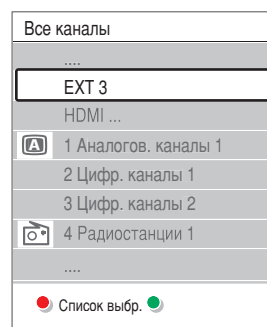 Все каналы
....
EXT 3
HDMI ...
A 1 Аналогов. каналы 1
2 Цифр. каналы 1
3 Цифр. каналы 2
4 Радиостанции 1
....
Список выбр.